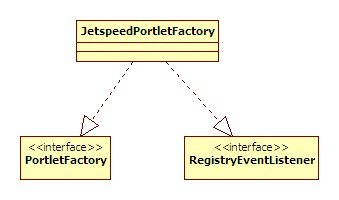 JetspeedPortletFactory
<<interface>>
PortletFactory
<<interface>>
RegistryEventListener